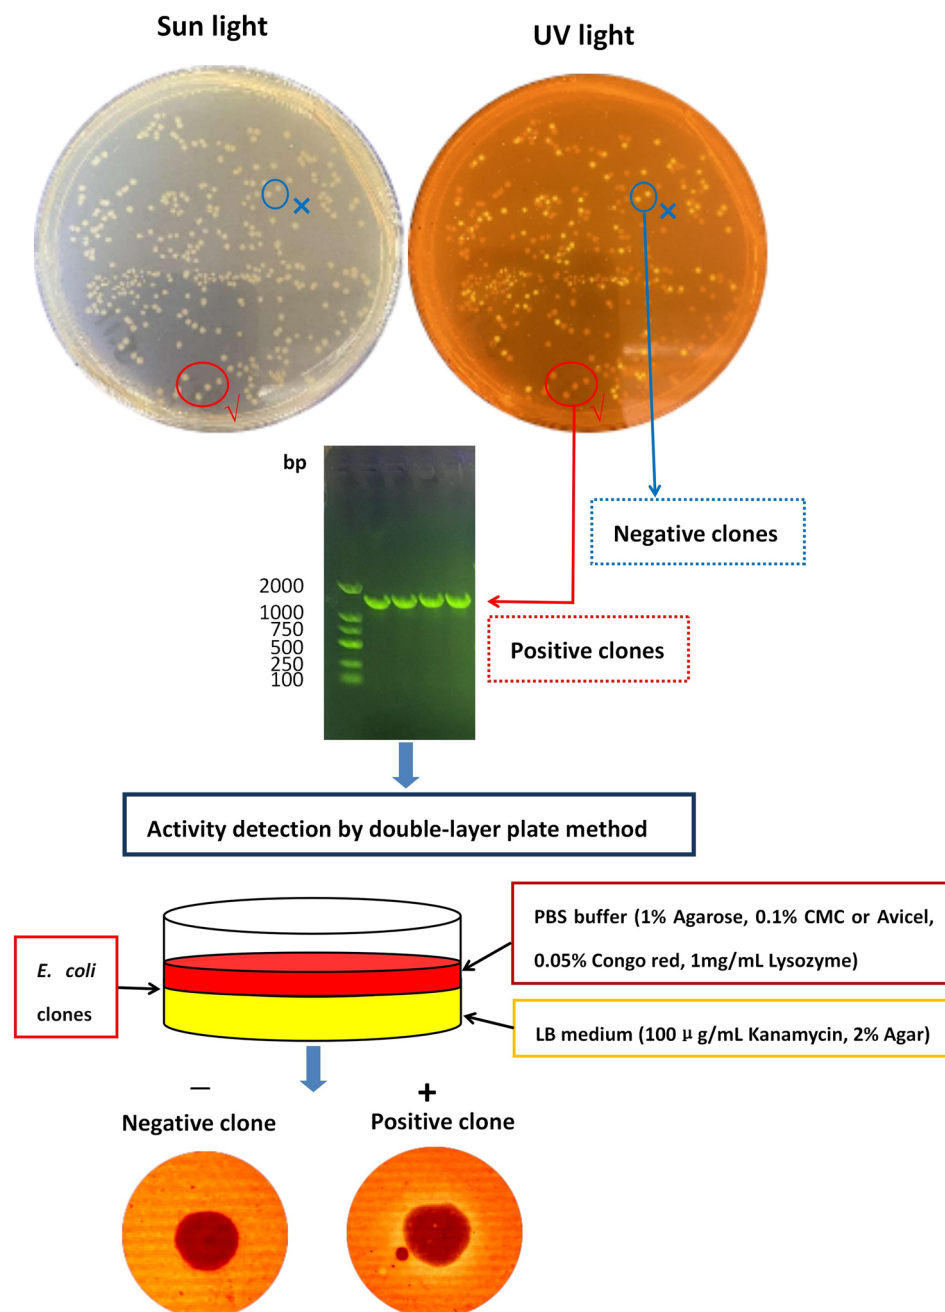 Sun light
UV light
×
×
√
√
bp
2000
1000
750
500
250
100
Negative clones
Positive clones
Activity detection by double-layer plate method
E. coli
clones
PBS buffer (1% Agarose, 0.1% CMC or Avicel,
0.05% Congo red, 1mg/mL Lysozyme)
LB medium (100 μg/mL Kanamycin, 2% Agar)
— +
Negative clone Positive clone